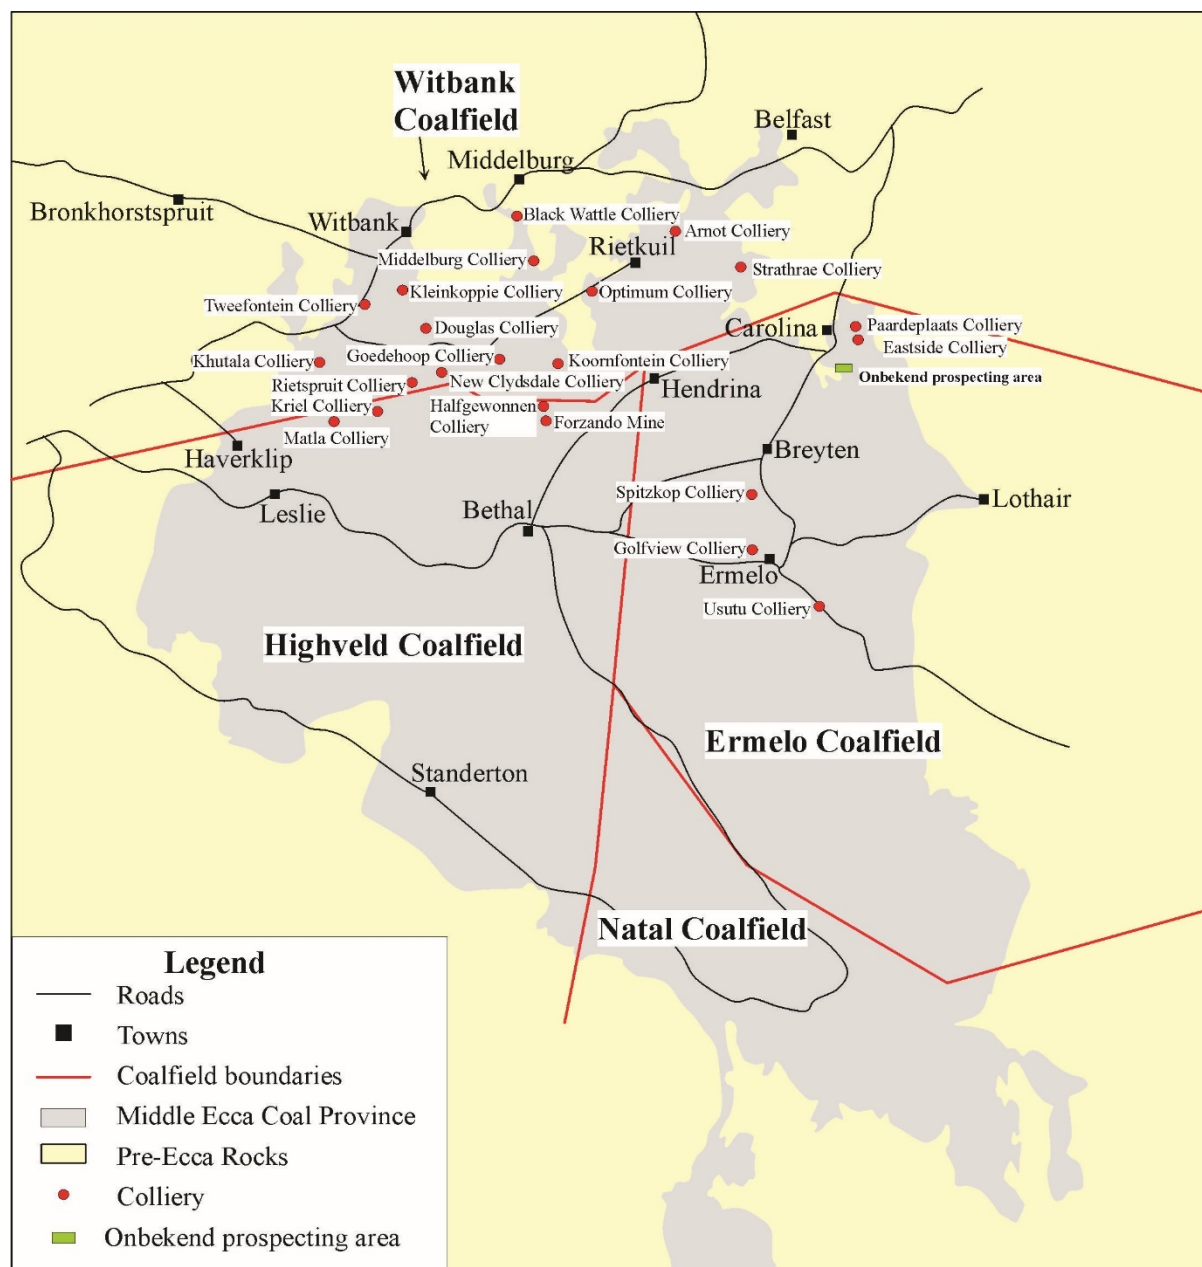 Witbank
Coalfield
Belfast
Middelburg
Bronkhorstspruit
Witbank
Black Wattle Colliery
Arnot Colliery
Rietkuil
Middelburg Colliery
Strathrae Colliery
Kleinkoppie Colliery
Optimum Colliery
Tweefontein Colliery
Douglas Colliery
Carolina
Paardeplaats Colliery
Eastside Colliery
Goedehoop Colliery
Khutala Colliery
Koornfontein Colliery
Onbekend prospecting area
Rietspruit Colliery
New Clydsdale Colliery
Hendrina
Kriel Colliery
Halfgewonnen
Colliery
Forzando Mine
Matla Colliery
Haverklip
Breyten
Spitzkop Colliery
Lothair
Leslie
Bethal
Golfview Colliery
Ermelo
Usutu Colliery
Highveld Coalfield
Ermelo Coalfield
Standerton
Natal Coalfield
Legend
Roads
Towns
Coalfield boundaries
Middle Ecca Coal Province
Pre-Ecca Rocks
Colliery
Onbekend prospecting area